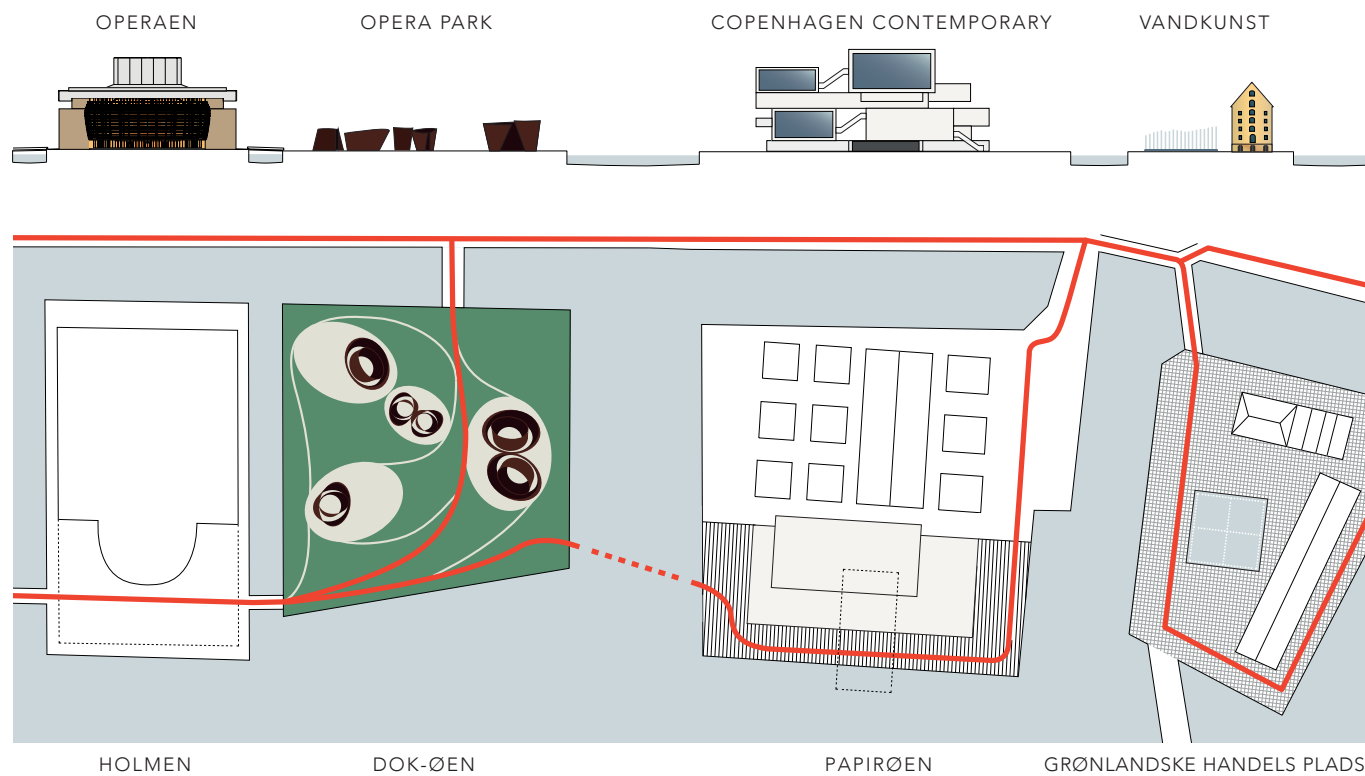 OPERAEN OPERA PARK COPENHAGEN CONTEMPORARY VANDKUNST
HOLMEN DOK-ØEN PAPIRØEN GRØNLANDSKE HANDELS PLADS